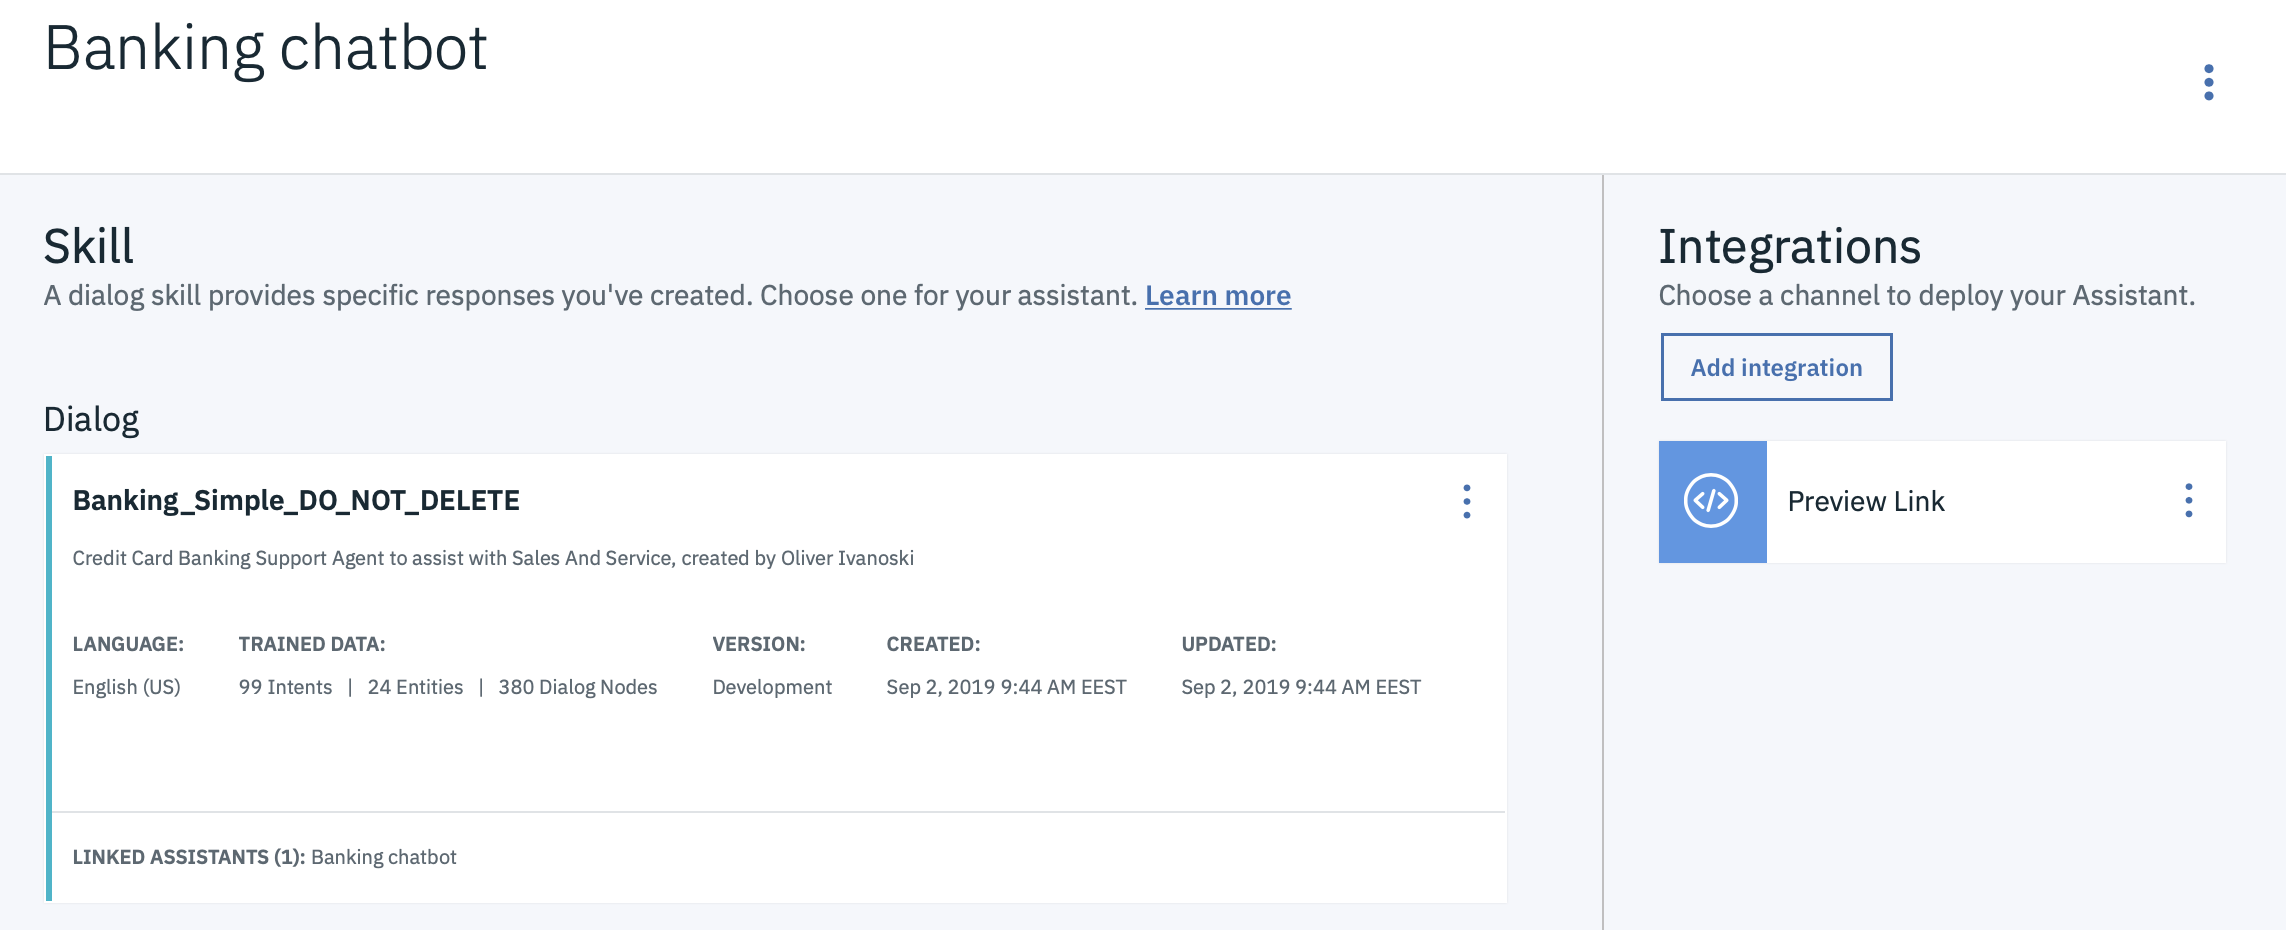 Banking chatbot
Skill
A dialog skill provides specific responses you've created. Choose one for your assistant. Learn more
Dialog
Banking_Simple_DO_NOT_DELETE
Credit Card Banking Support Agent to assist with Sales And Service, created by Oliver Ivanoski
LANGUAGE: TRAINED DATA: VERSION: CREATED: UPDATED:
English (US) 99 Intents | 24 Entities | 380 Dialog Nodes Development Sep 2, 2019 9:44 AM EEST Sep 2, 2019 9:44 AM EEST
LINKED ASSISTANTS (1): Banking chatbot
Integrations
Choose a channel to deploy your Assistant.
Add integration
Preview Link